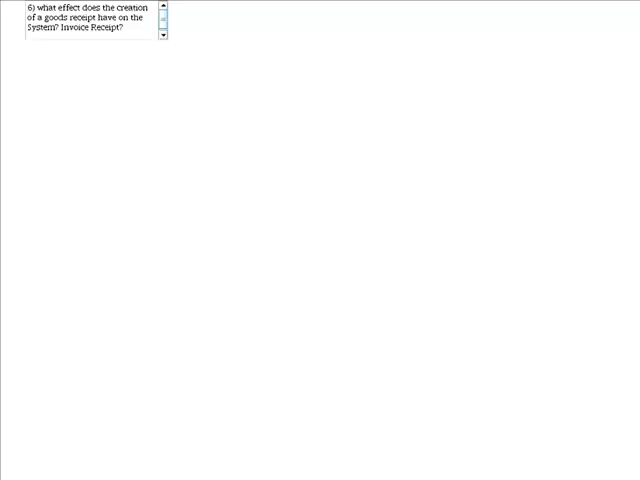 6) what effect does the creation
of a goods receipt have on the
System? Invoice Receipt?